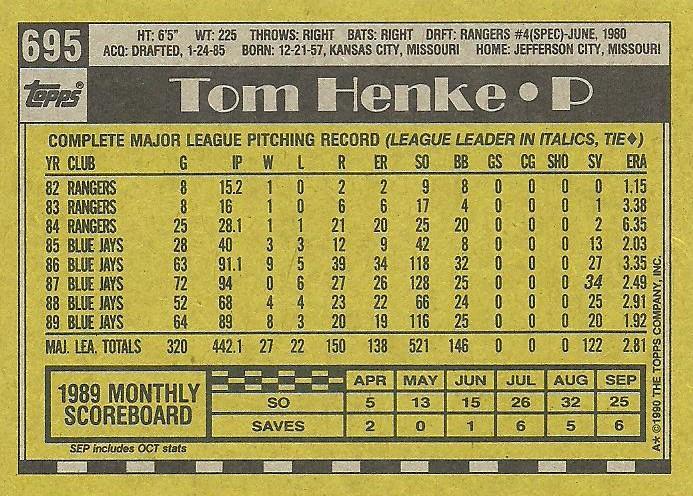 695 HT: 6'5" WT: 225 THROWS: RIGHT BATS: RIGHT DRFT: RANGERS #4(SPEC)-JUNE, 1980
ACQ: DRAFTED, 1-24-85 BORN: 12-21-57, KANSAS CITY, MISSOURI HOME: JEFFERSON CITY, MISSOURI
topps® Tom Henke • P
COMPLETE MAJOR LEAGUE PITCHING RECORD (LEAGUE LEADER IN ITALICS, TIE♦)
YR CLUB G IP W L R ER SO BB GS CG SHO SV ERA
82 RANGERS 8 15.2 1 0 2 2 9 8 0 0 0 0 1.15
83 RANGERS 8 16 1 0 6 6 17 4 0 0 0 1 3.38
84 RANGERS 25 28.1 1 1 21 20 25 20 0 0 0 2 6.35
85 BLUE JAYS 28 40 3 3 12 9 42 8 0 0 0 13 2.03
86 BLUE JAYS 63 91.1 9 5 39 34 118 32 0 0 0 27 3.35
87 BLUE JAYS 72 94 0 6 27 26 128 25 0 0 0 34 2.49
88 BLUE JAYS 52 68 4 4 23 22 66 24 0 0 0 25 2.91
89 BLUE JAYS 64 89 8 3 20 19 116 25 0 0 0 20 1.92
MAJ. LEA. TOTALS 320 442.1 27 22 150 138 521 146 0 0 0 122 2.81
1989 MONTHLY SCOREBOARD
APR MAY JUN JUL AUG SEP
SO 5 13 15 26 32 25
SAVES 2 0 1 6 5 6
SEP includes OCT stats
A* ©1990 THE TOPPS COMPANY, INC.